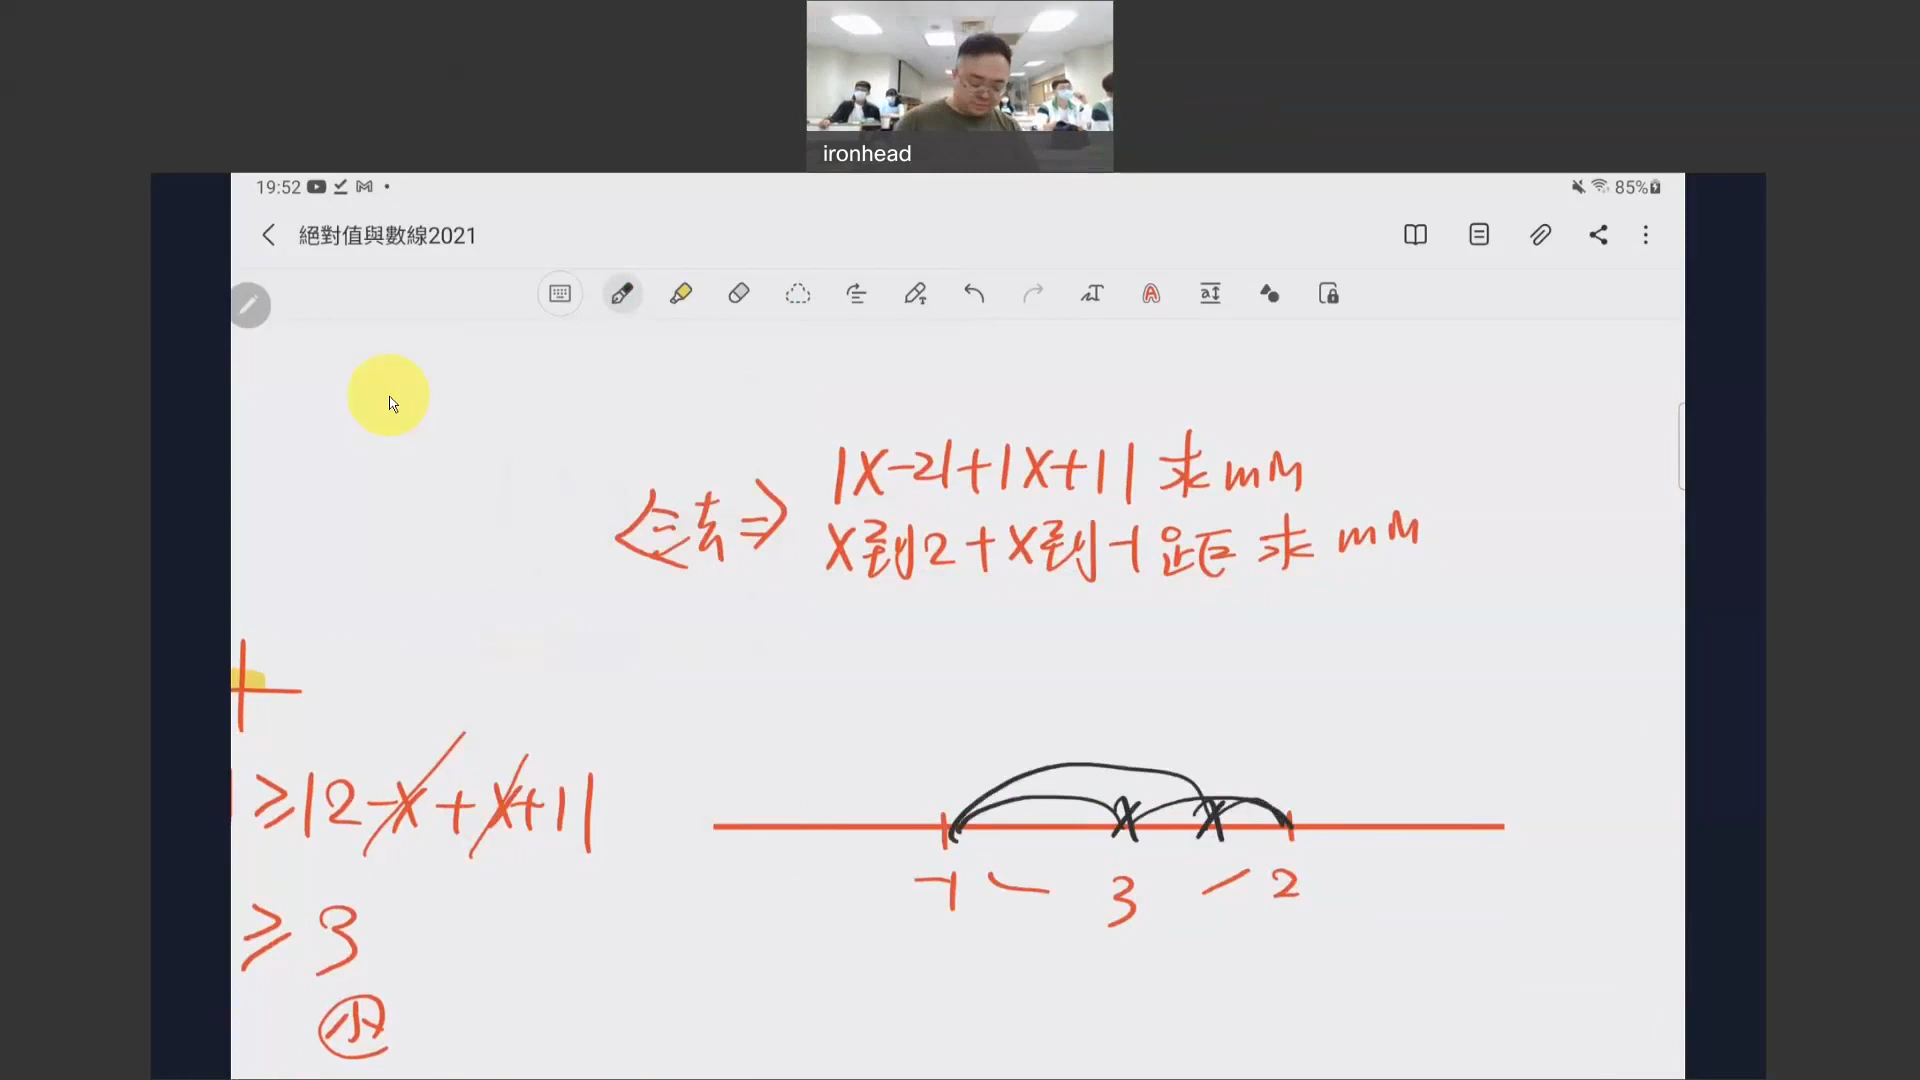 ironhead
19:52
85%
絕對值與數線2021
|x-2|+|x+1| 求 mM
<二法⇒>
x到2+x到-1距 求 mM
≥|2-x+x+1|
-1 3 2
≥3
小